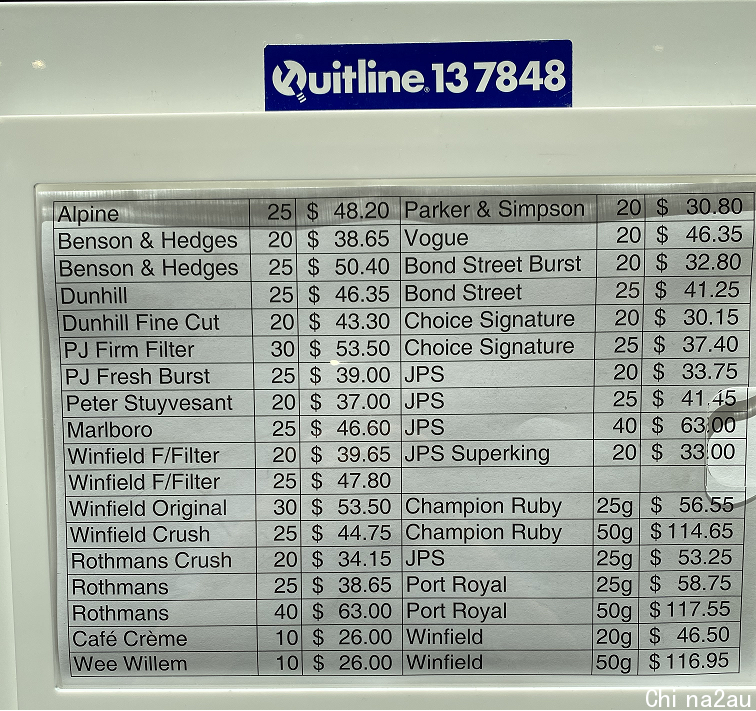 Quitline 13 7848
Alpine 25 $ 48.20 Parker & Simpson 20 $ 30.80
Benson & Hedges 20 $ 38.65 Vogue 20 $ 46.35
Benson & Hedges 25 $ 50.40 Bond Street Burst 20 $ 32.80
Dunhill 25 $ 46.35 Bond Street 25 $ 41.25
Dunhill Fine Cut 20 $ 43.30 Choice Signature 20 $ 30.15
PJ Firm Filter 30 $ 53.50 Choice Signature 25 $ 37.40
PJ Fresh Burst 25 $ 39.00 JPS 20 $ 33.75
Peter Stuyvesant 20 $ 37.00 JPS 25 $ 41.45
Marlboro 25 $ 46.60 JPS 40 $ 63.00
Winfield F/Filter 20 $ 39.65 JPS Superking 20 $ 33.00
Winfield F/Filter 25 $ 47.80
Winfield Original 30 $ 53.50 Champion Ruby 25g $ 56.55
Winfield Crush 25 $ 44.75 Champion Ruby 50g $ 114.65
Rothmans Crush 20 $ 34.15 JPS 25g $ 53.25
Rothmans 25 $ 38.65 Port Royal 25g $ 58.75
Rothmans 40 $ 63.00 Port Royal 50g $ 117.55
Café Crème 10 $ 26.00 Winfield 20g $ 46.50
Wee Willem 10 $ 26.00 Winfield 50g $ 116.95
China2au